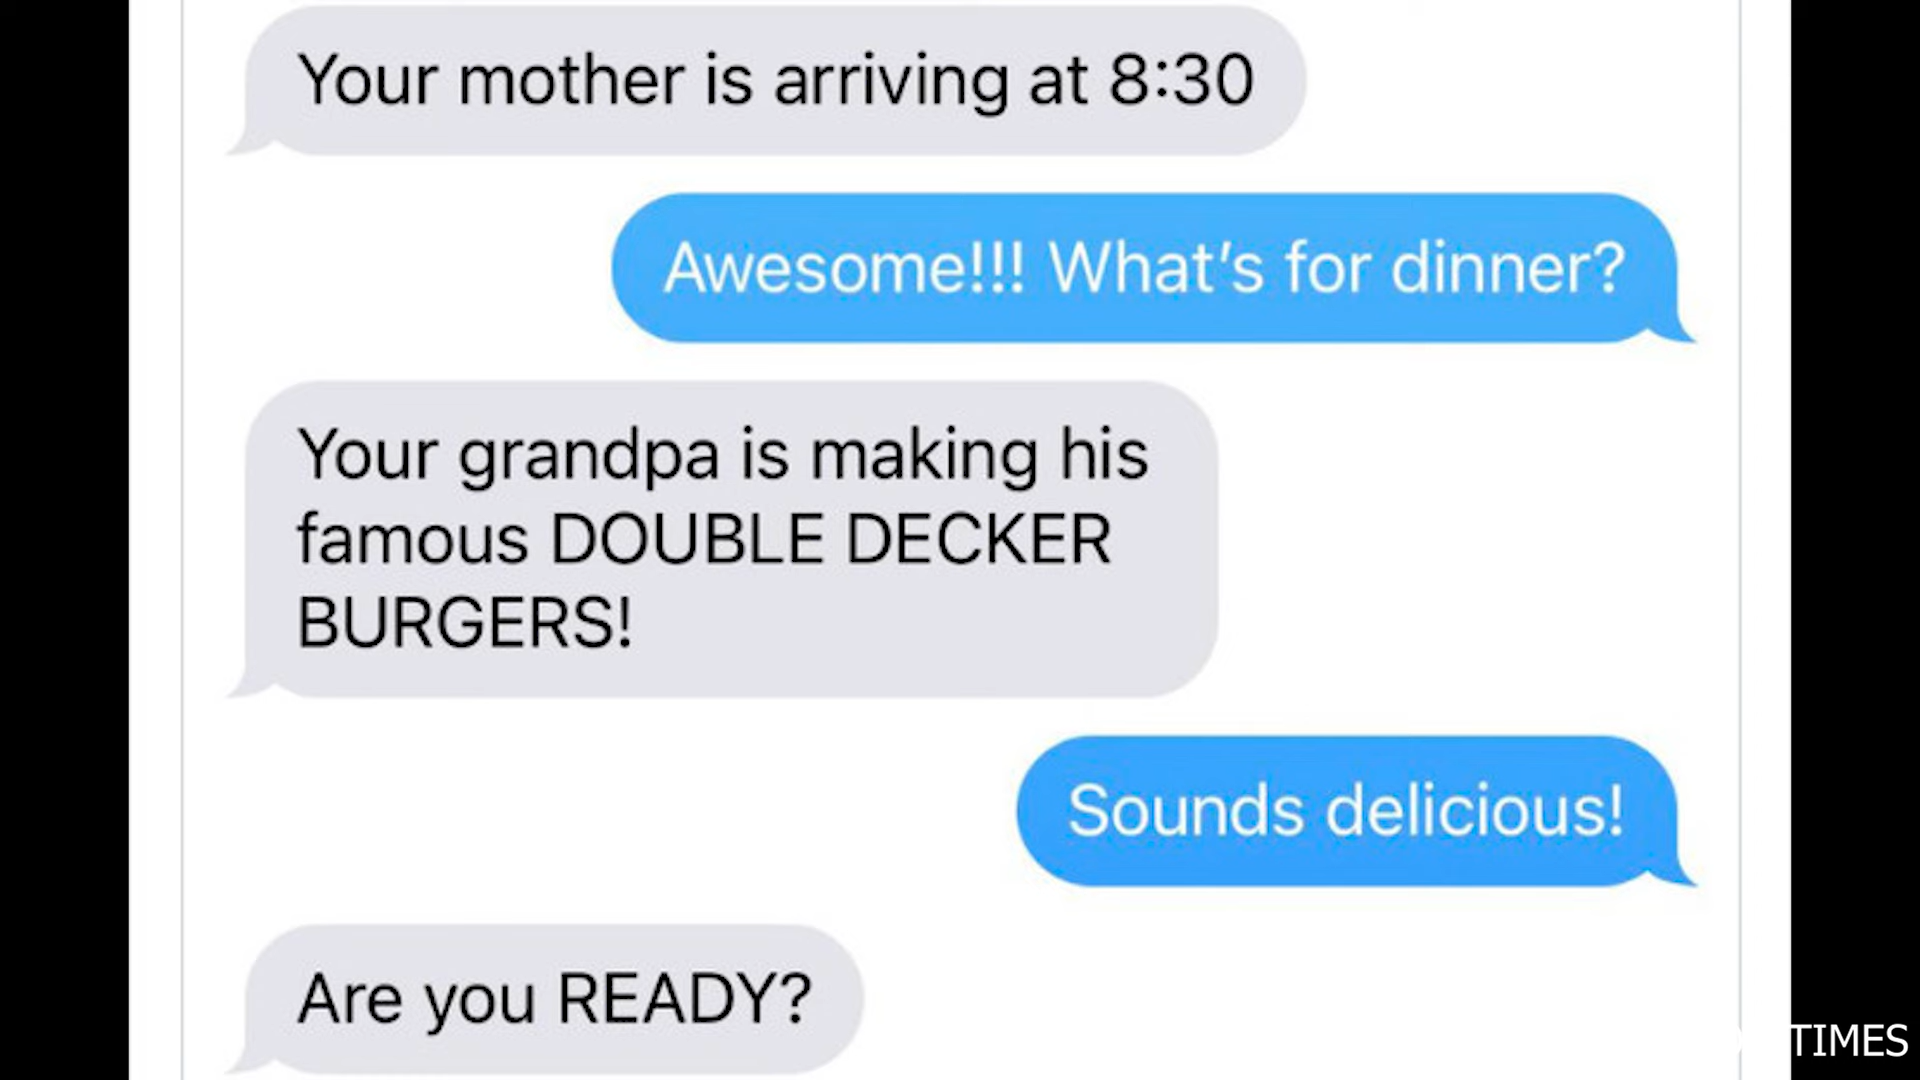 Your mother is arriving at 8:30
Awesome!!! What's for dinner?
Your grandpa is making his
famous DOUBLE DECKER
BURGERS!
Sounds delicious!
Are you READY?
TIMES